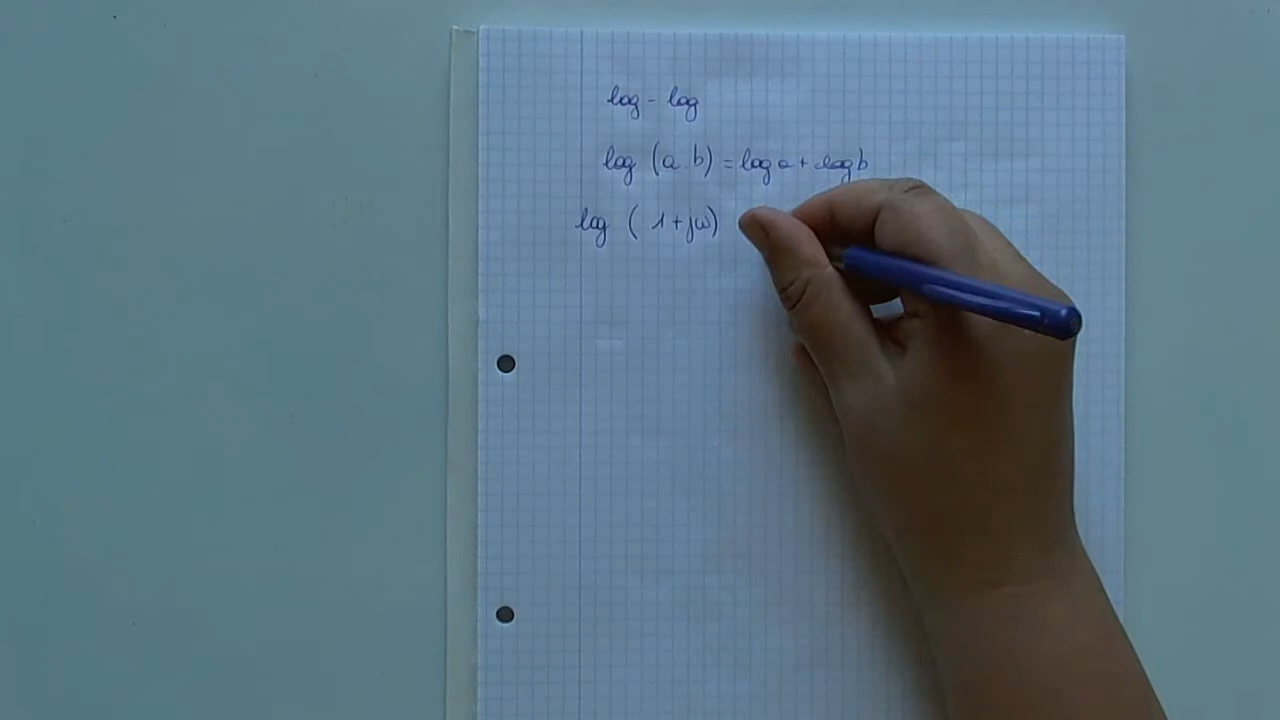 log - log
log (a.b) = log a + log b
log ( 1+jω)